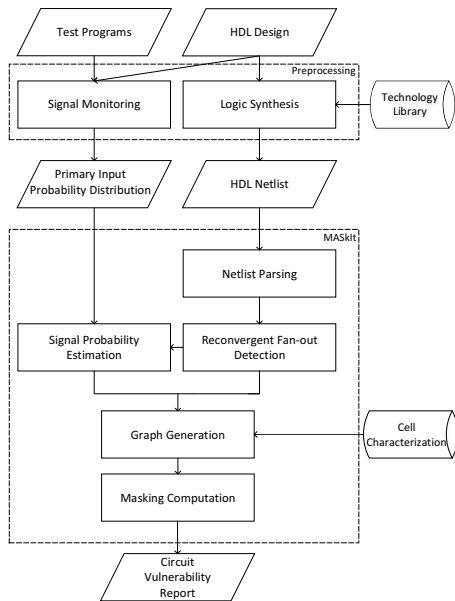 Test Programs
HDL Design
Preprocessing
Signal Monitoring
Logic Synthesis
Technology
Library
Primary Input
Probability Distribution
HDL Netlist
MASkIt
Netlist Parsing
Signal Probability
Estimation
Reconvergent Fan-out
Detection
Graph Generation
Cell
Characterization
Masking Computation
Circuit
Vulnerability
Report